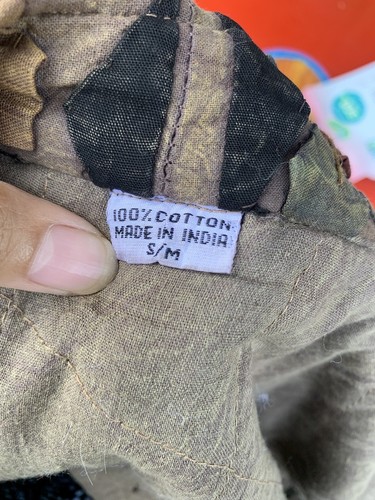 100% COTTON
MADE IN INDIA
S/M